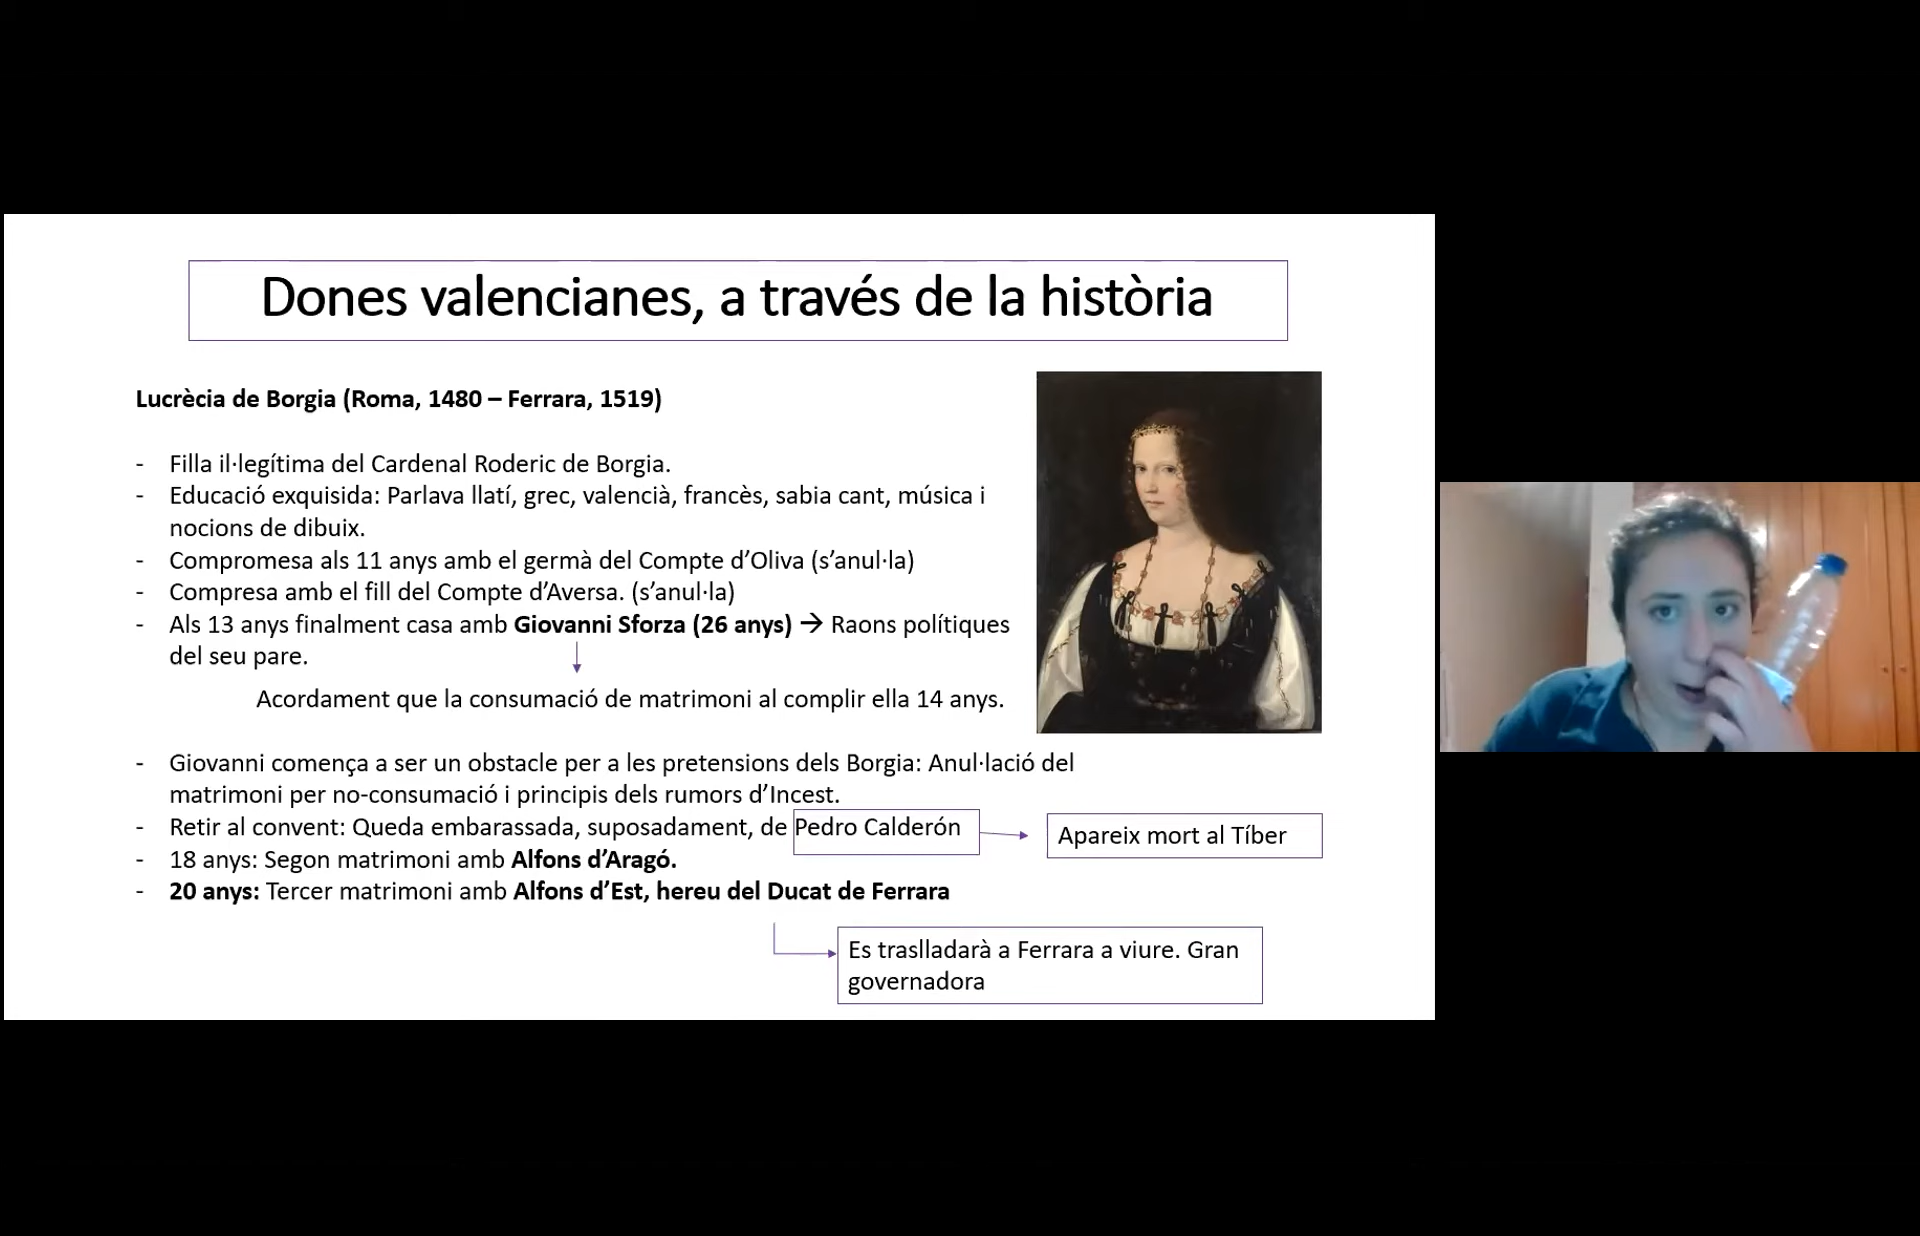 Dones valencianes, a través de la història
Lucrècia de Borgia (Roma, 1480 – Ferrara, 1519)
- Filla il·legítima del Cardenal Roderic de Borgia.
- Educació exquisida: Parlava llatí, grec, valencià, francès, sabia cant, música i
nocions de dibuix.
- Compromesa als 11 anys amb el germà del Compte d’Oliva (s’anul·la)
- Compresa amb el fill del Compte d’Aversa. (s’anul·la)
- Als 13 anys finalment casa amb Giovanni Sforza (26 anys) → Raons polítiques
del seu pare.
Acordament que la consumació de matrimoni al complir ella 14 anys.
- Giovanni comença a ser un obstacle per a les pretensions dels Borgia: Anul·lació del
matrimoni per no-consumació i principis dels rumors d’Incest.
- Retir al convent: Queda embarassada, suposadament, de Pedro Calderón
Apareix mort al Tíber
- 18 anys: Segon matrimoni amb Alfons d’Aragó.
- 20 anys: Tercer matrimoni amb Alfons d’Est, hereu del Ducat de Ferrara
Es traslladarà a Ferrara a viure. Gran
governadora